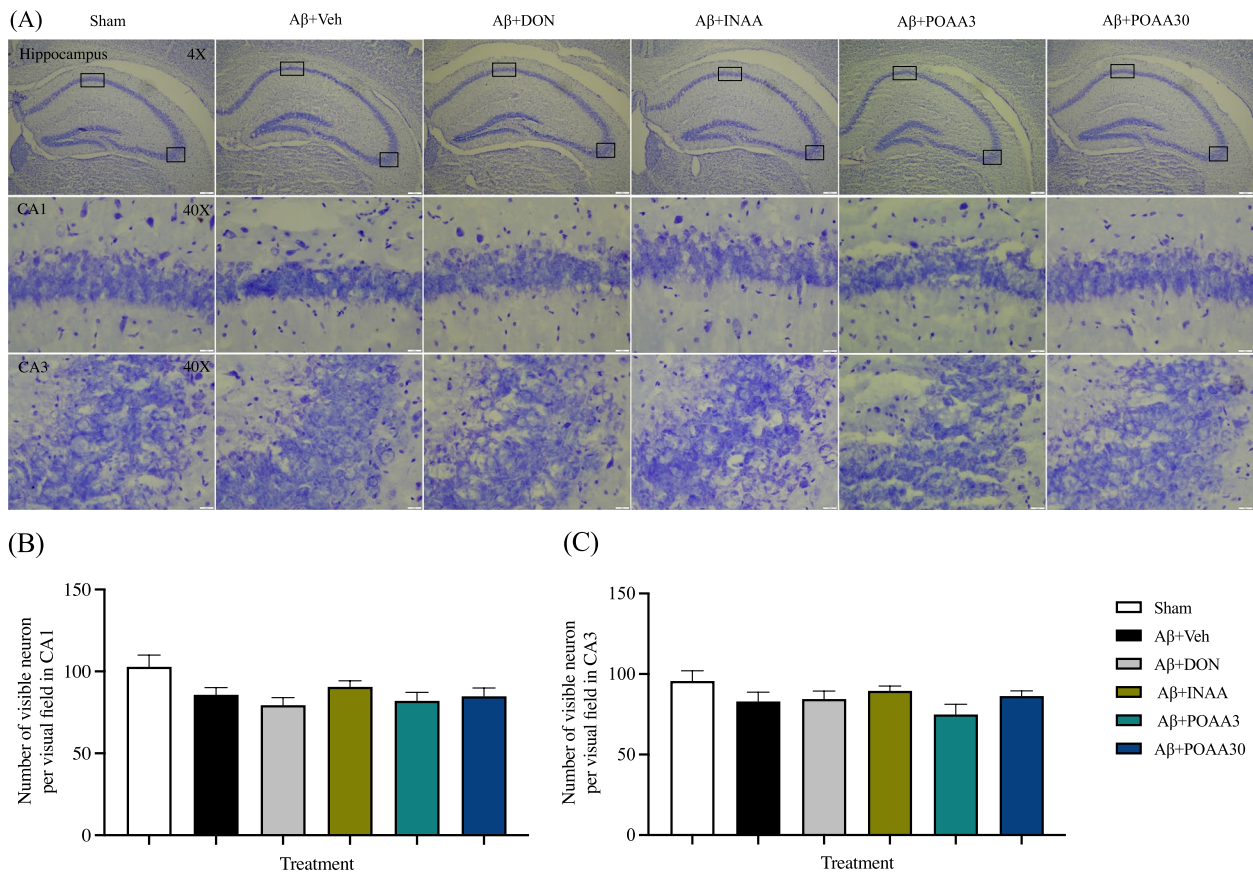 (A)
Sham
Aβ+Veh
Aβ+DON
Aβ+INAA
Aβ+POAA3
Aβ+POAA30
Hippocampus 4X
CA1 40X
CA3 40X
(B)
Number of visible neuron
per visual field in CA1
150
100
50
0
Treatment
(C)
Number of visible neuron
per visual field in CA3
150
100
50
0
Treatment
Sham
Aβ+Veh
Aβ+DON
Aβ+INAA
Aβ+POAA3
Aβ+POAA30